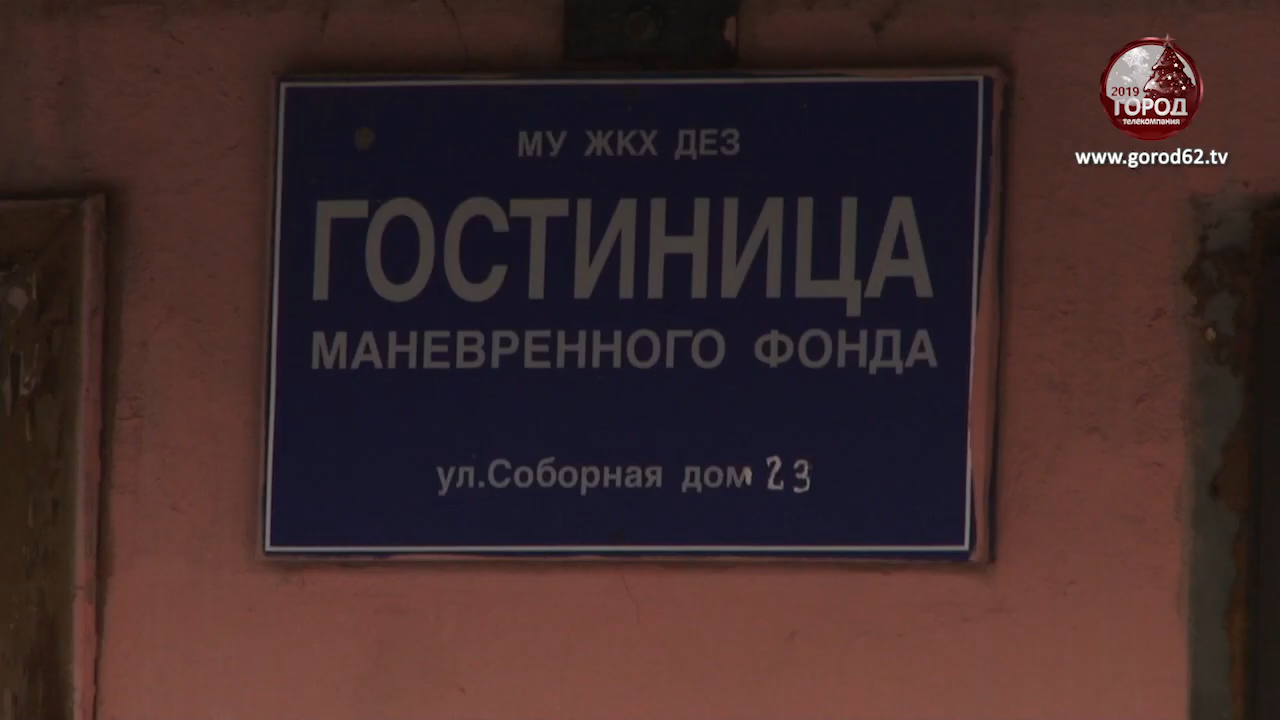 МУ ЖКХ ДЕЗ
ГОСТИНИЦА
МАНЕВРЕННОГО ФОНДА
ул.Соборная дом 23
2019
ГОРОД
телекомпания
www.gorod62.tv